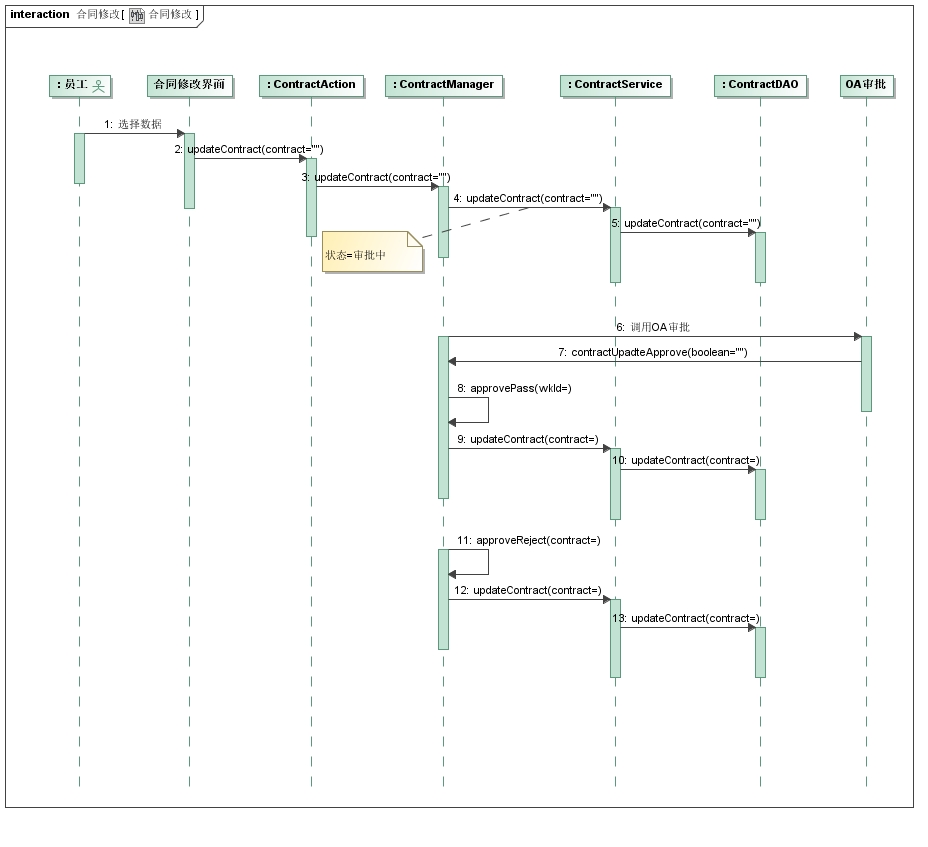 interaction 合同修改[ 合同修改 ]
: 员工
合同修改界面
: ContractAction
: ContractManager
: ContractService
: ContractDAO
OA审批
1: 选择数据
2: updateContract(contract="")
3: updateContract(contract="")
4: updateContract(contract="")
5: updateContract(contract="")
状态=审批中
6: 调用OA审批
7: contractUpadteApprove(boolean="")
8: approvePass(wkId=)
9: updateContract(contract=)
10: updateContract(contract=)
11: approveReject(contract=)
12: updateContract(contract=)
13: updateContract(contract=)